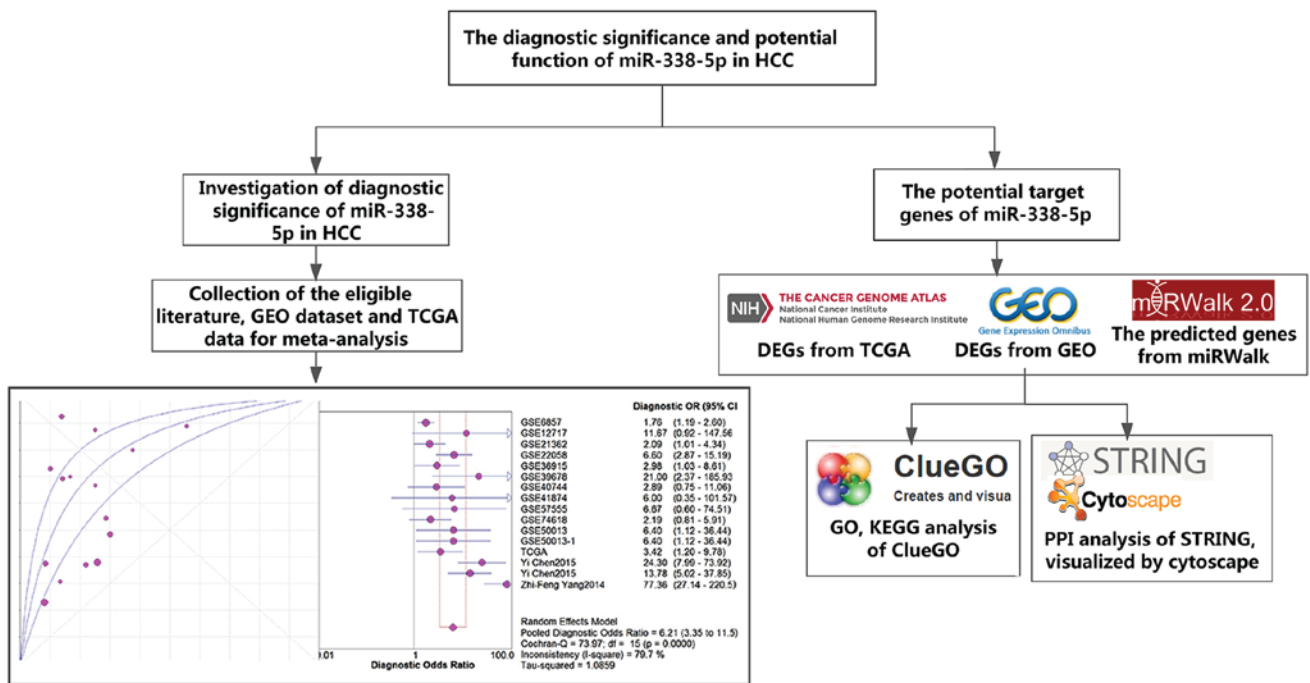 The diagnostic significance and potential
function of miR-338-5p in HCC
Investigation of diagnostic
significance of miR-338-
5p in HCC
Collection of the eligible
literature, GEO dataset and TCGA
data for meta-analysis
Diagnostic OR (95% CI
GSE6857 1.76 (1.19 - 2.60)
GSE12717 11.67 (0.92 - 147.56
GSE21362 2.09 (1.01 - 4.34)
GSE22058 6.60 (2.87 - 15.19)
GSE36915 2.98 (1.03 - 8.61)
GSE39678 21.00 (2.37 - 185.93
GSE40744 2.89 (0.75 - 11.06)
GSE41874 6.00 (0.35 - 101.57)
GSE57555 6.67 (0.60 - 74.51)
GSE74618 2.19 (0.81 - 5.91)
GSE50013 6.40 (1.12 - 36.44)
GSE50013-1 6.40 (1.12 - 36.44)
TCGA 3.42 (1.20 - 9.78)
Yi Chen2015 24.30 (7.99 - 73.92)
Yi Chen2015 13.78 (5.02 - 37.85)
Zhi-Feng Yang2014 77.36 (27.14 - 220.5)
Random Effects Model
Pooled Diagnostic Odds Ratio = 6.21 (3.35 to 11.5)
Cochran-Q = 73.97; df = 15 (p = 0.0000)
Inconsistency (I-square) = 79.7 %
Tau-squared = 1.0859
0.01 1 100.0
Diagnostic Odds Ratio
The potential target
genes of miR-338-5p
NIH THE CANCER GENOME ATLAS
National Cancer Institute
National Human Genome Research Institute
DEGs from TCGA
GEO
Gene Expression Omnibus
DEGs from GEO
miRWalk 2.0
The predicted genes
from miRWalk
ClueGO
Creates and visua
GO, KEGG analysis
of ClueGO
STRING
Cytoscape
PPI analysis of STRING,
visualized by cytoscape